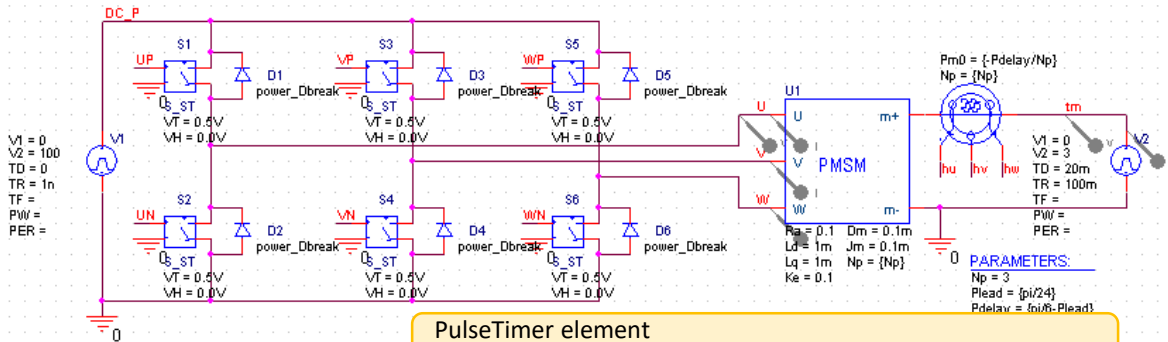 DC_P
S1
S3
S5
UP
VP
WP
D1
D3
D5
power_Dbreak
power_Dbreak
power_Dbreak
0
0
0
S_ST
S_ST
S_ST
VT = 0.5V
VT = 0.5V
VT = 0.5V
VH = 0.0V
VH = 0.0V
VH = 0.0V
V1 = 0
V2 = 100
TD = 0
TR = 1n
TF =
PW =
PER =
V1
S2
S4
S6
UN
VN
WN
D2
D4
D6
power_Dbreak
power_Dbreak
power_Dbreak
0
0
0
S_ST
S_ST
S_ST
VT = 0.5V
VT = 0.5V
VT = 0.5V
VH = 0.0V
VH = 0.0V
VH = 0.0V
0
U1
U
V
W
U
V
W
PMSM
m+
m-
Ra = 0.1 Dm = 0.1m
Ld = 1m Jm = 0.1m
Lq = 1m Np = {Np}
Ke = 0.1
Pm0 = {-Pdelay/Np}
Np = {Np}
hu
hv
hw
tm
V1 = 0
V2 = 3
TD = 20m
TR = 100m
TF =
PW =
PER =
V2
0
PARAMETERS:
Np = 3
Plead = {pi/24}
Pdelay = {pi/6-Plead}
PulseTimer element